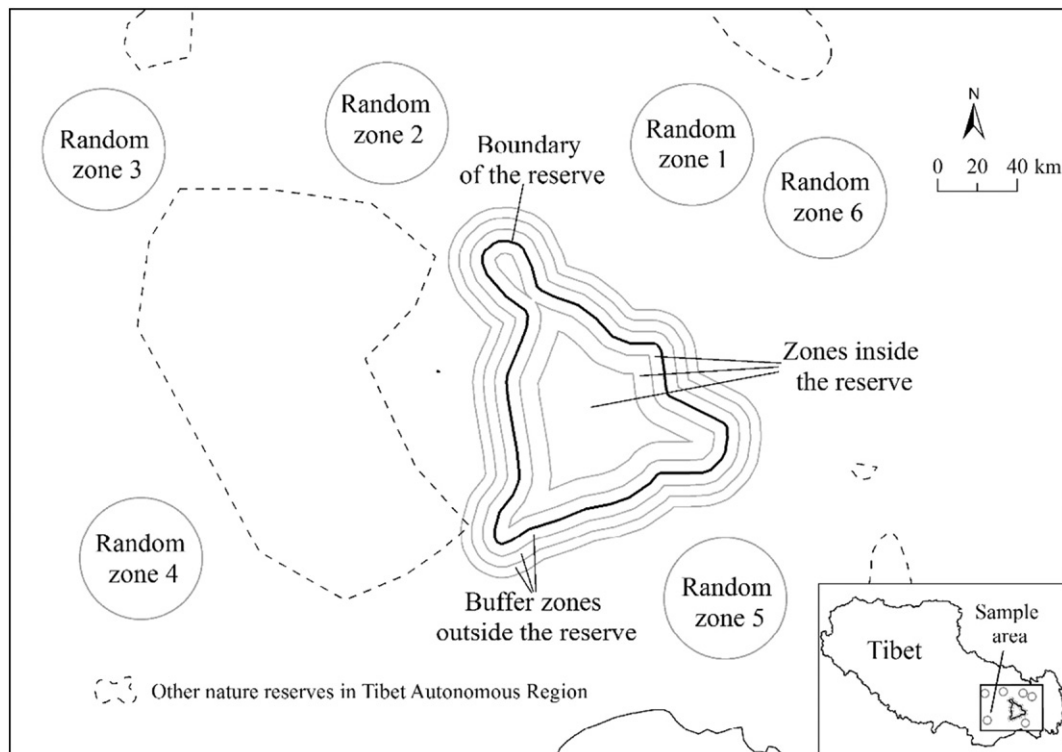 Random
zone 3
Random
zone 2
Random
zone 1
Random
zone 6
N
0 20 40 km
Boundary
of the reserve
Zones inside
the reserve
Random
zone 4
Random
zone 5
Buffer zones
outside the reserve
Other nature reserves in Tibet Autonomous Region
Tibet
Sample
area